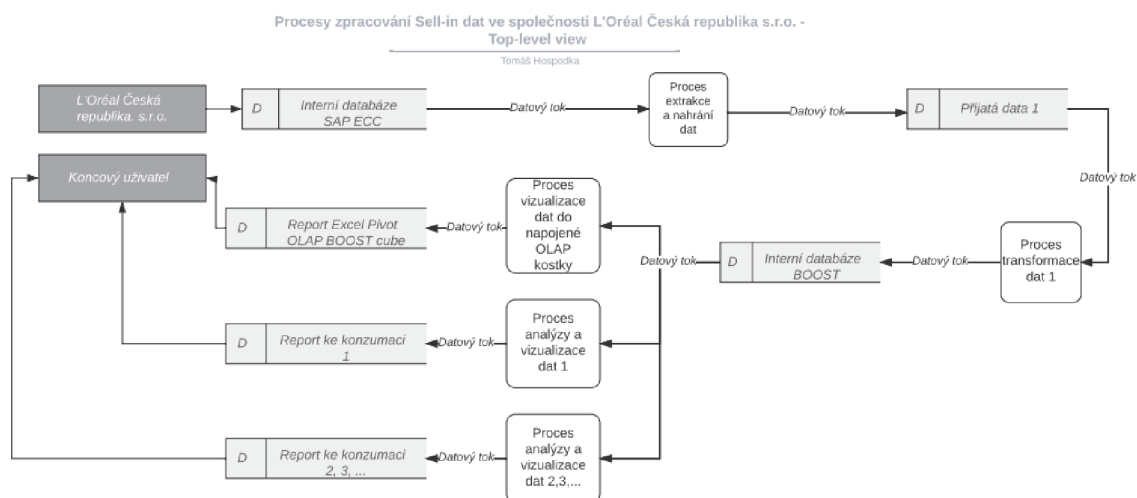 Procesy zpracování Sell-in dat ve společnosti L'Oréal Česká republika s.r.o. -
Top-level view
Tomáš Hospodka
L'Oréal Česká
republika. s.r.o.
D
Interní databáze
SAP ECC
Datový tok
Proces
extrakce
a nahrání
dat
Datový tok
D
Přijatá data 1
Datový tok
Koncový uživatel
D
Report Excel Pivot
OLAP BOOST cube
Datový tok
Proces
vizualizace
dat do
napojené
OLAP
kostky
Datový tok
D
Interní databáze
BOOST
Datový tok
Proces
transformace
dat 1
D
Report ke konzumaci
1
Datový tok
Proces
analýzy a
vizualizace
dat 1
D
Report ke konzumaci
2, 3, ...
Datový tok
Proces
analýzy a
vizualizace
dat 2,3,...